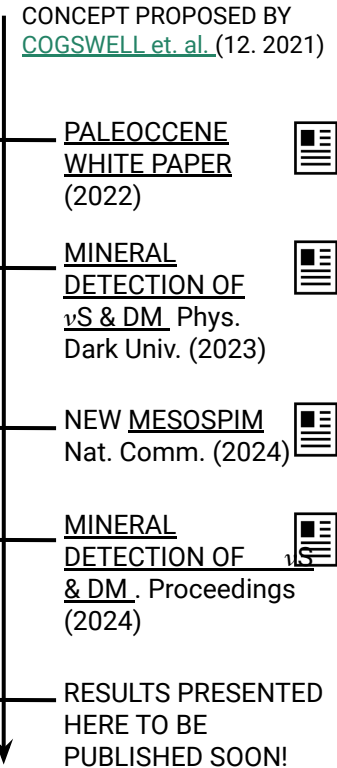 CONCEPT PROPOSED BY
COGSWELL et. al. (12. 2021)
PALEOCCENE
WHITE PAPER
(2022)
MINERAL
DETECTION OF
νS & DM Phys.
Dark Univ. (2023)
NEW MESOSPIM
Nat. Comm. (2024)
MINERAL
DETECTION OF νS
& DM . Proceedings
(2024)
RESULTS PRESENTED
HERE TO BE
PUBLISHED SOON!